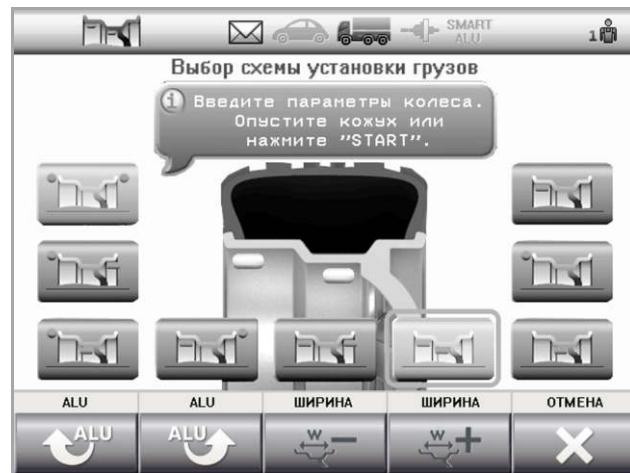 SMART
ALU
1
Выбор схемы установки грузов
i Введите параметры колеса.
Опустите кожух или
нажмите "START".
ALU
ALU
ШИРИНА
ШИРИНА
ОТМЕНА
ALU
ALU
W
W